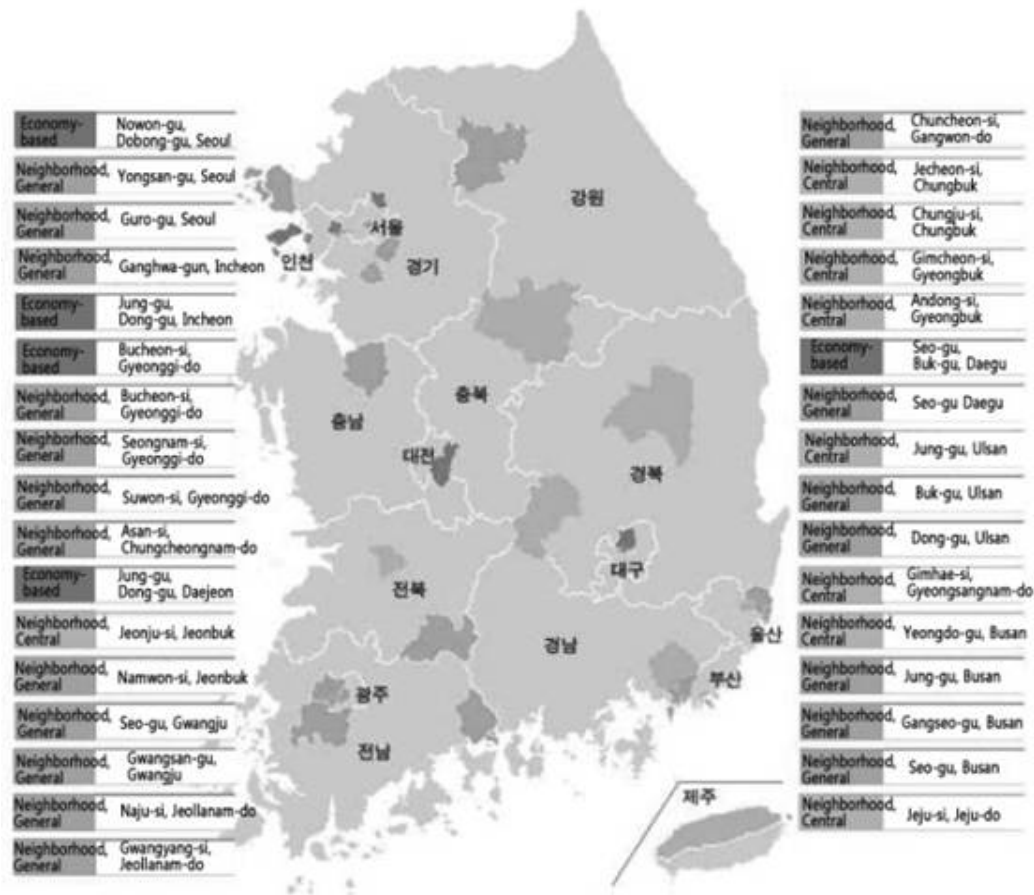 Economy-based
Nowon-gu,
Dobong-gu, Seoul
Neighborhood,
General
Yongsan-gu, Seoul
Neighborhood,
General
Guro-gu, Seoul
Neighborhood,
General
Ganghwa-gun, Incheon
Economy-based
Jung-gu,
Dong-gu, Incheon
Economy-based
Bucheon-si,
Gyeonggi-do
Neighborhood,
General
Bucheon-si,
Gyeonggi-do
Neighborhood,
General
Seongnam-si,
Gyeonggi-do
Neighborhood,
General
Suwon-si, Gyeonggi-do
Neighborhood,
General
Asan-si,
Chungcheongnam-do
Economy-based
Jung-gu,
Dong-gu, Daejeon
Neighborhood,
Central
Jeonju-si, Jeonbuk
Neighborhood,
General
Namwon-si, Jeonbuk
Neighborhood,
General
Seo-gu, Gwangju
Neighborhood,
General
Gwangsan-gu,
Gwangju
Neighborhood,
General
Naju-si, Jeollanam-do
Neighborhood,
General
Gwangyang-si,
Jeollanam-do
강원
서울
인천
경기
충북
충남
대전
경북
대구
전북
경남
울산
부산
광주
전남
제주
Neighborhood,
General
Chuncheon-si,
Gangwon-do
Neighborhood,
Central
Jecheon-si,
Chungbuk
Neighborhood,
Central
Chungju-si,
Chungbuk
Neighborhood,
Central
Gimcheon-si,
Gyeongbuk
Neighborhood,
Central
Andong-si,
Gyeongbuk
Economy-based
Seo-gu,
Buk-gu, Daegu
Neighborhood,
General
Seo-gu Daegu
Neighborhood,
Central
Jung-gu, Ulsan
Neighborhood,
General
Buk-gu, Ulsan
Neighborhood,
General
Dong-gu, Ulsan
Neighborhood,
Central
Gimhae-si,
Gyeongsangnam-do
Neighborhood,
Central
Yeongdo-gu, Busan
Neighborhood,
General
Jung-gu, Busan
Neighborhood,
General
Gangseo-gu, Busan
Neighborhood,
General
Seo-gu, Busan
Neighborhood,
Central
Jeju-si, Jeju-do